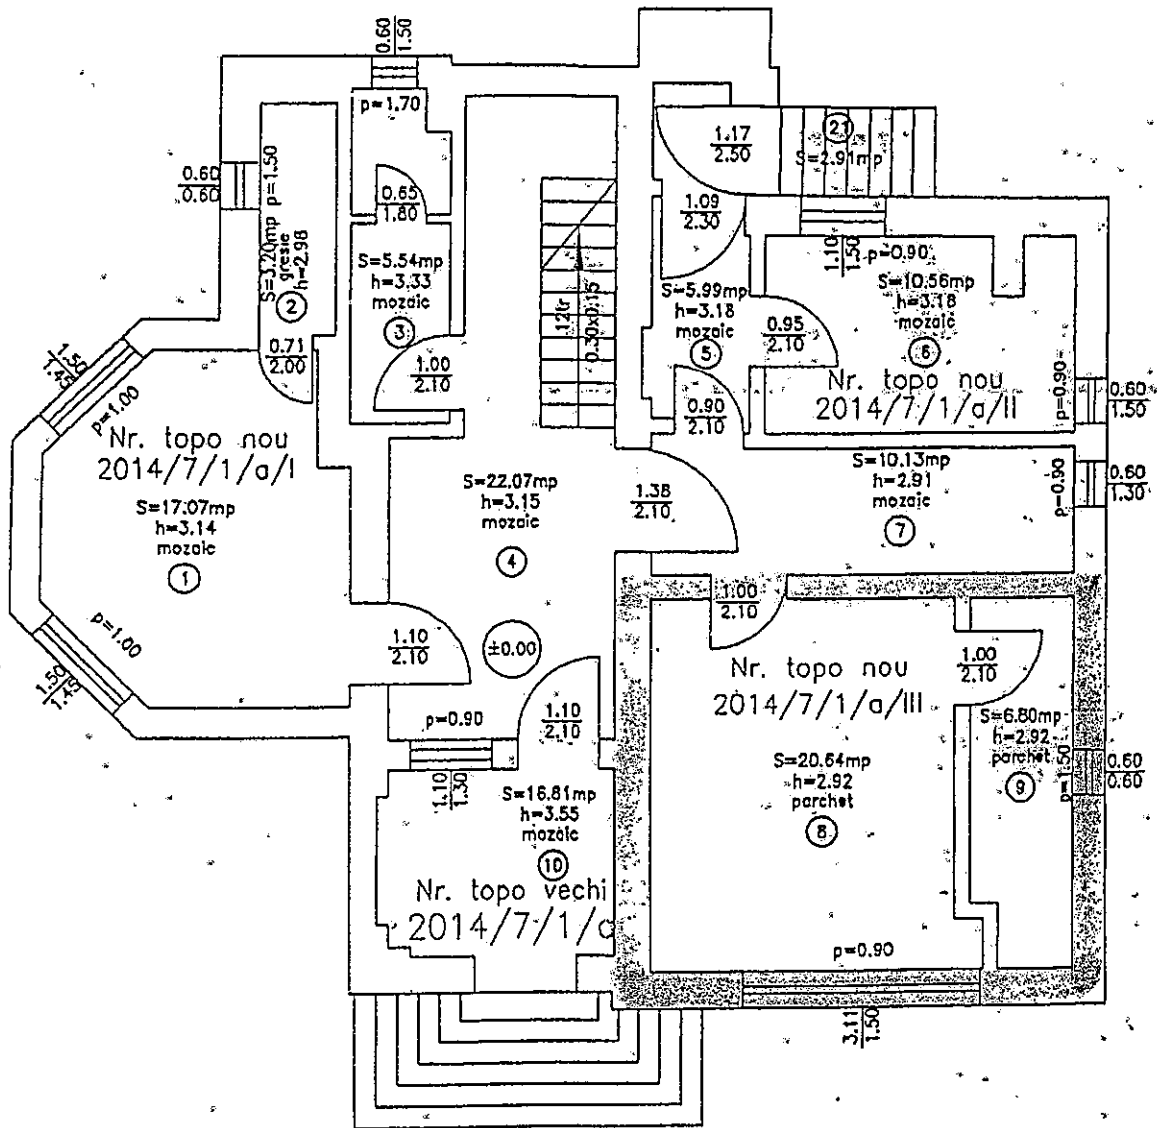 0.60
1.50
p=1.70
0.60
0.60
p=1.50
S=3.20mp
gresie
h=2.98
2
0.71
2.00
0.65
1.80
S=5.54mp
h=3.33
mozaic
3
1.00
2.10
12tr
0.30x0.15
1.17
2.50
21
S=2.91mp
1.09
2.30
S=5.99mp
h=3.18
mozaic
5
0.95
2.10
0.90
2.10
1.10
1.50
p=0.90
S=10.56mp
h=3.18
mozaic
6
Nr. topo nou
2014/7/1/a/II
p=0.90
0.60
1.50
1.50
1.45
p=1.00
Nr. topo nou
2014/7/1/a/I
S=17.07mp
h=3.14
mozaic
1
p=1.00
1.50
1.45
1.10
2.10
S=22.07mp
h=3.15
mozaic
4
±0.00
1.38
2.10
S=10.13mp
h=2.91
mozaic
7
p=0.90
0.60
1.30
1.00
2.10
Nr. topo nou
2014/7/1/a/III
S=20.64mp
h=2.92
parchet
8
p=0.90
3.11
1.50
1.00
2.10
S=6.80mp
h=2.92
parchet
9
p=1.50
0.60
0.60
p=0.90
1.10
1.30
1.10
2.10
S=16.81mp
h=3.55
mozaic
10
Nr. topo vechi
2014/7/1/a